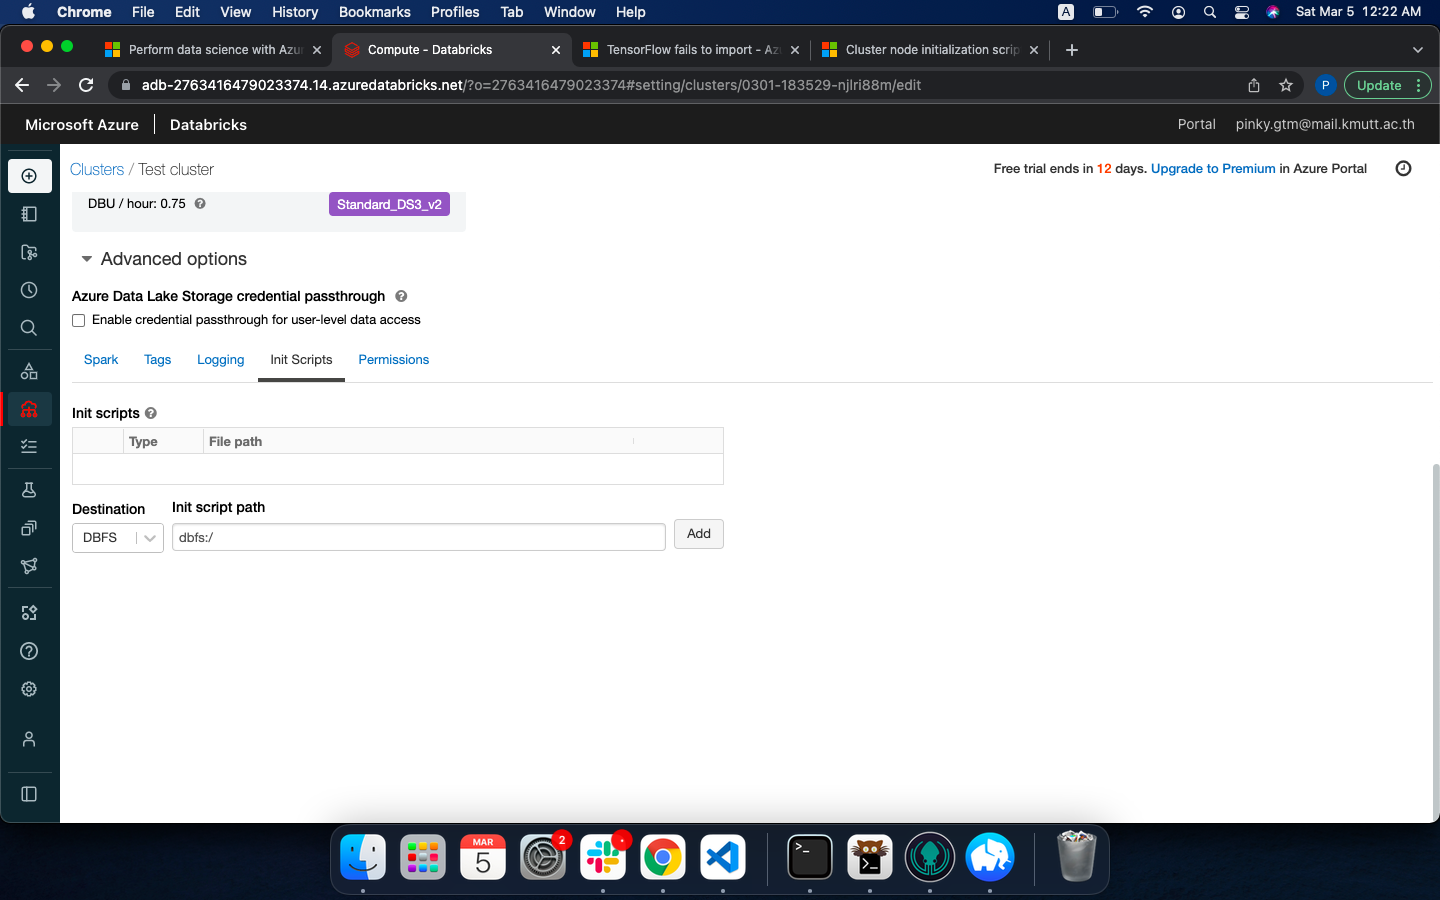 Chrome File Edit View History Bookmarks Profiles Tab Window Help A Sat Mar 5 12:22 AM
Perform data science with Azur Compute - Databricks TensorFlow fails to import - Az Cluster node initialization scrip
adb-2763416479023374.14.azuredatabricks.net/?o=2763416479023374#setting/clusters/0301-183529-njlri88m/edit P Update
Microsoft Azure Databricks Portal pinky.gtm@mail.kmutt.ac.th
Clusters / Test cluster Free trial ends in 12 days. Upgrade to Premium in Azure Portal
DBU / hour: 0.75 ? Standard_DS3_v2
Advanced options
Azure Data Lake Storage credential passthrough ?
Enable credential passthrough for user-level data access
Spark Tags Logging Init Scripts Permissions
Init scripts ?
Type File path
Destination Init script path
DBFS dbfs:/ Add
MAR
5
2